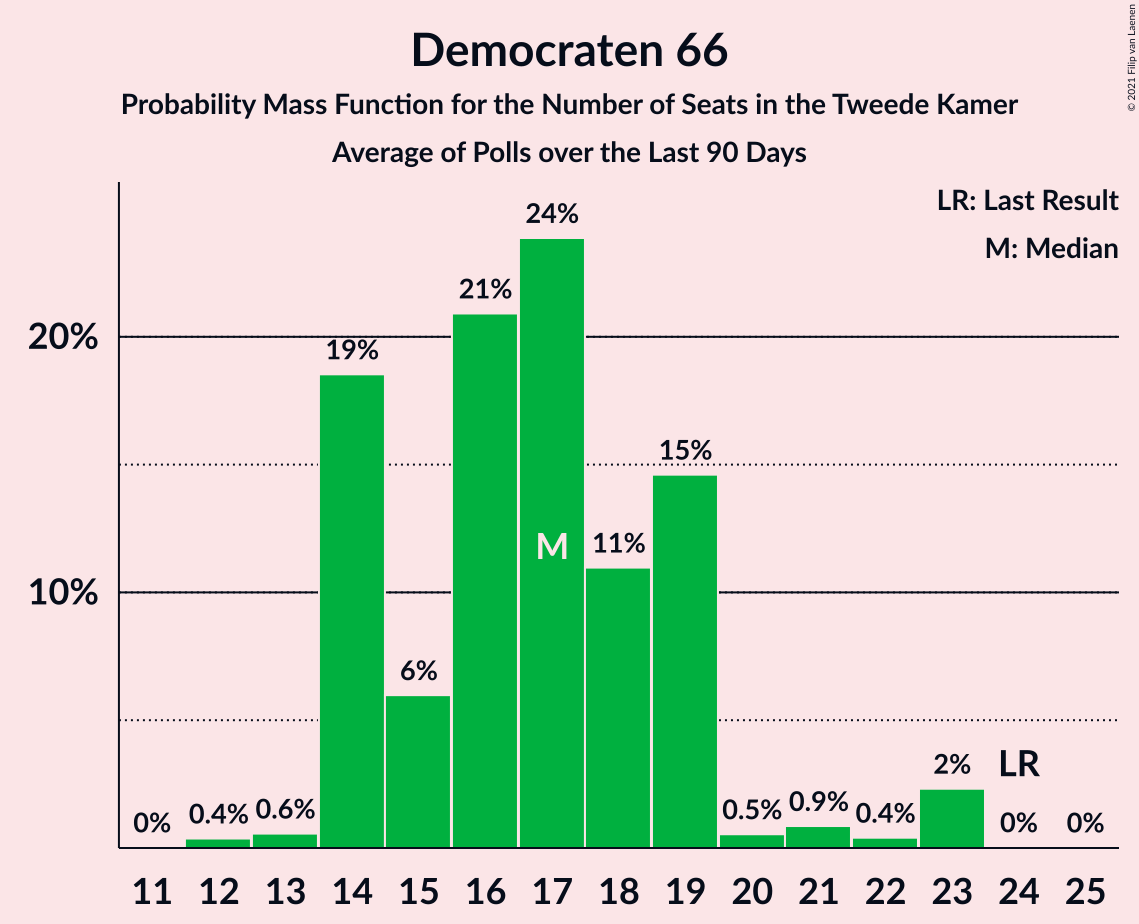 Democraten 66
Probability Mass Function for the Number of Seats in the Tweede Kamer
Average of Polls over the Last 90 Days
© 2021 Filip van Laenen
LR: Last Result
M: Median
24%
21%
20%
19%
15%
M
11%
10%
6%
2%
LR
0%
0.4%
0.6%
0.5%
0.9%
0.4%
0%
0%
11 12 13 14 15 16 17 18 19 20 21 22 23 24 25